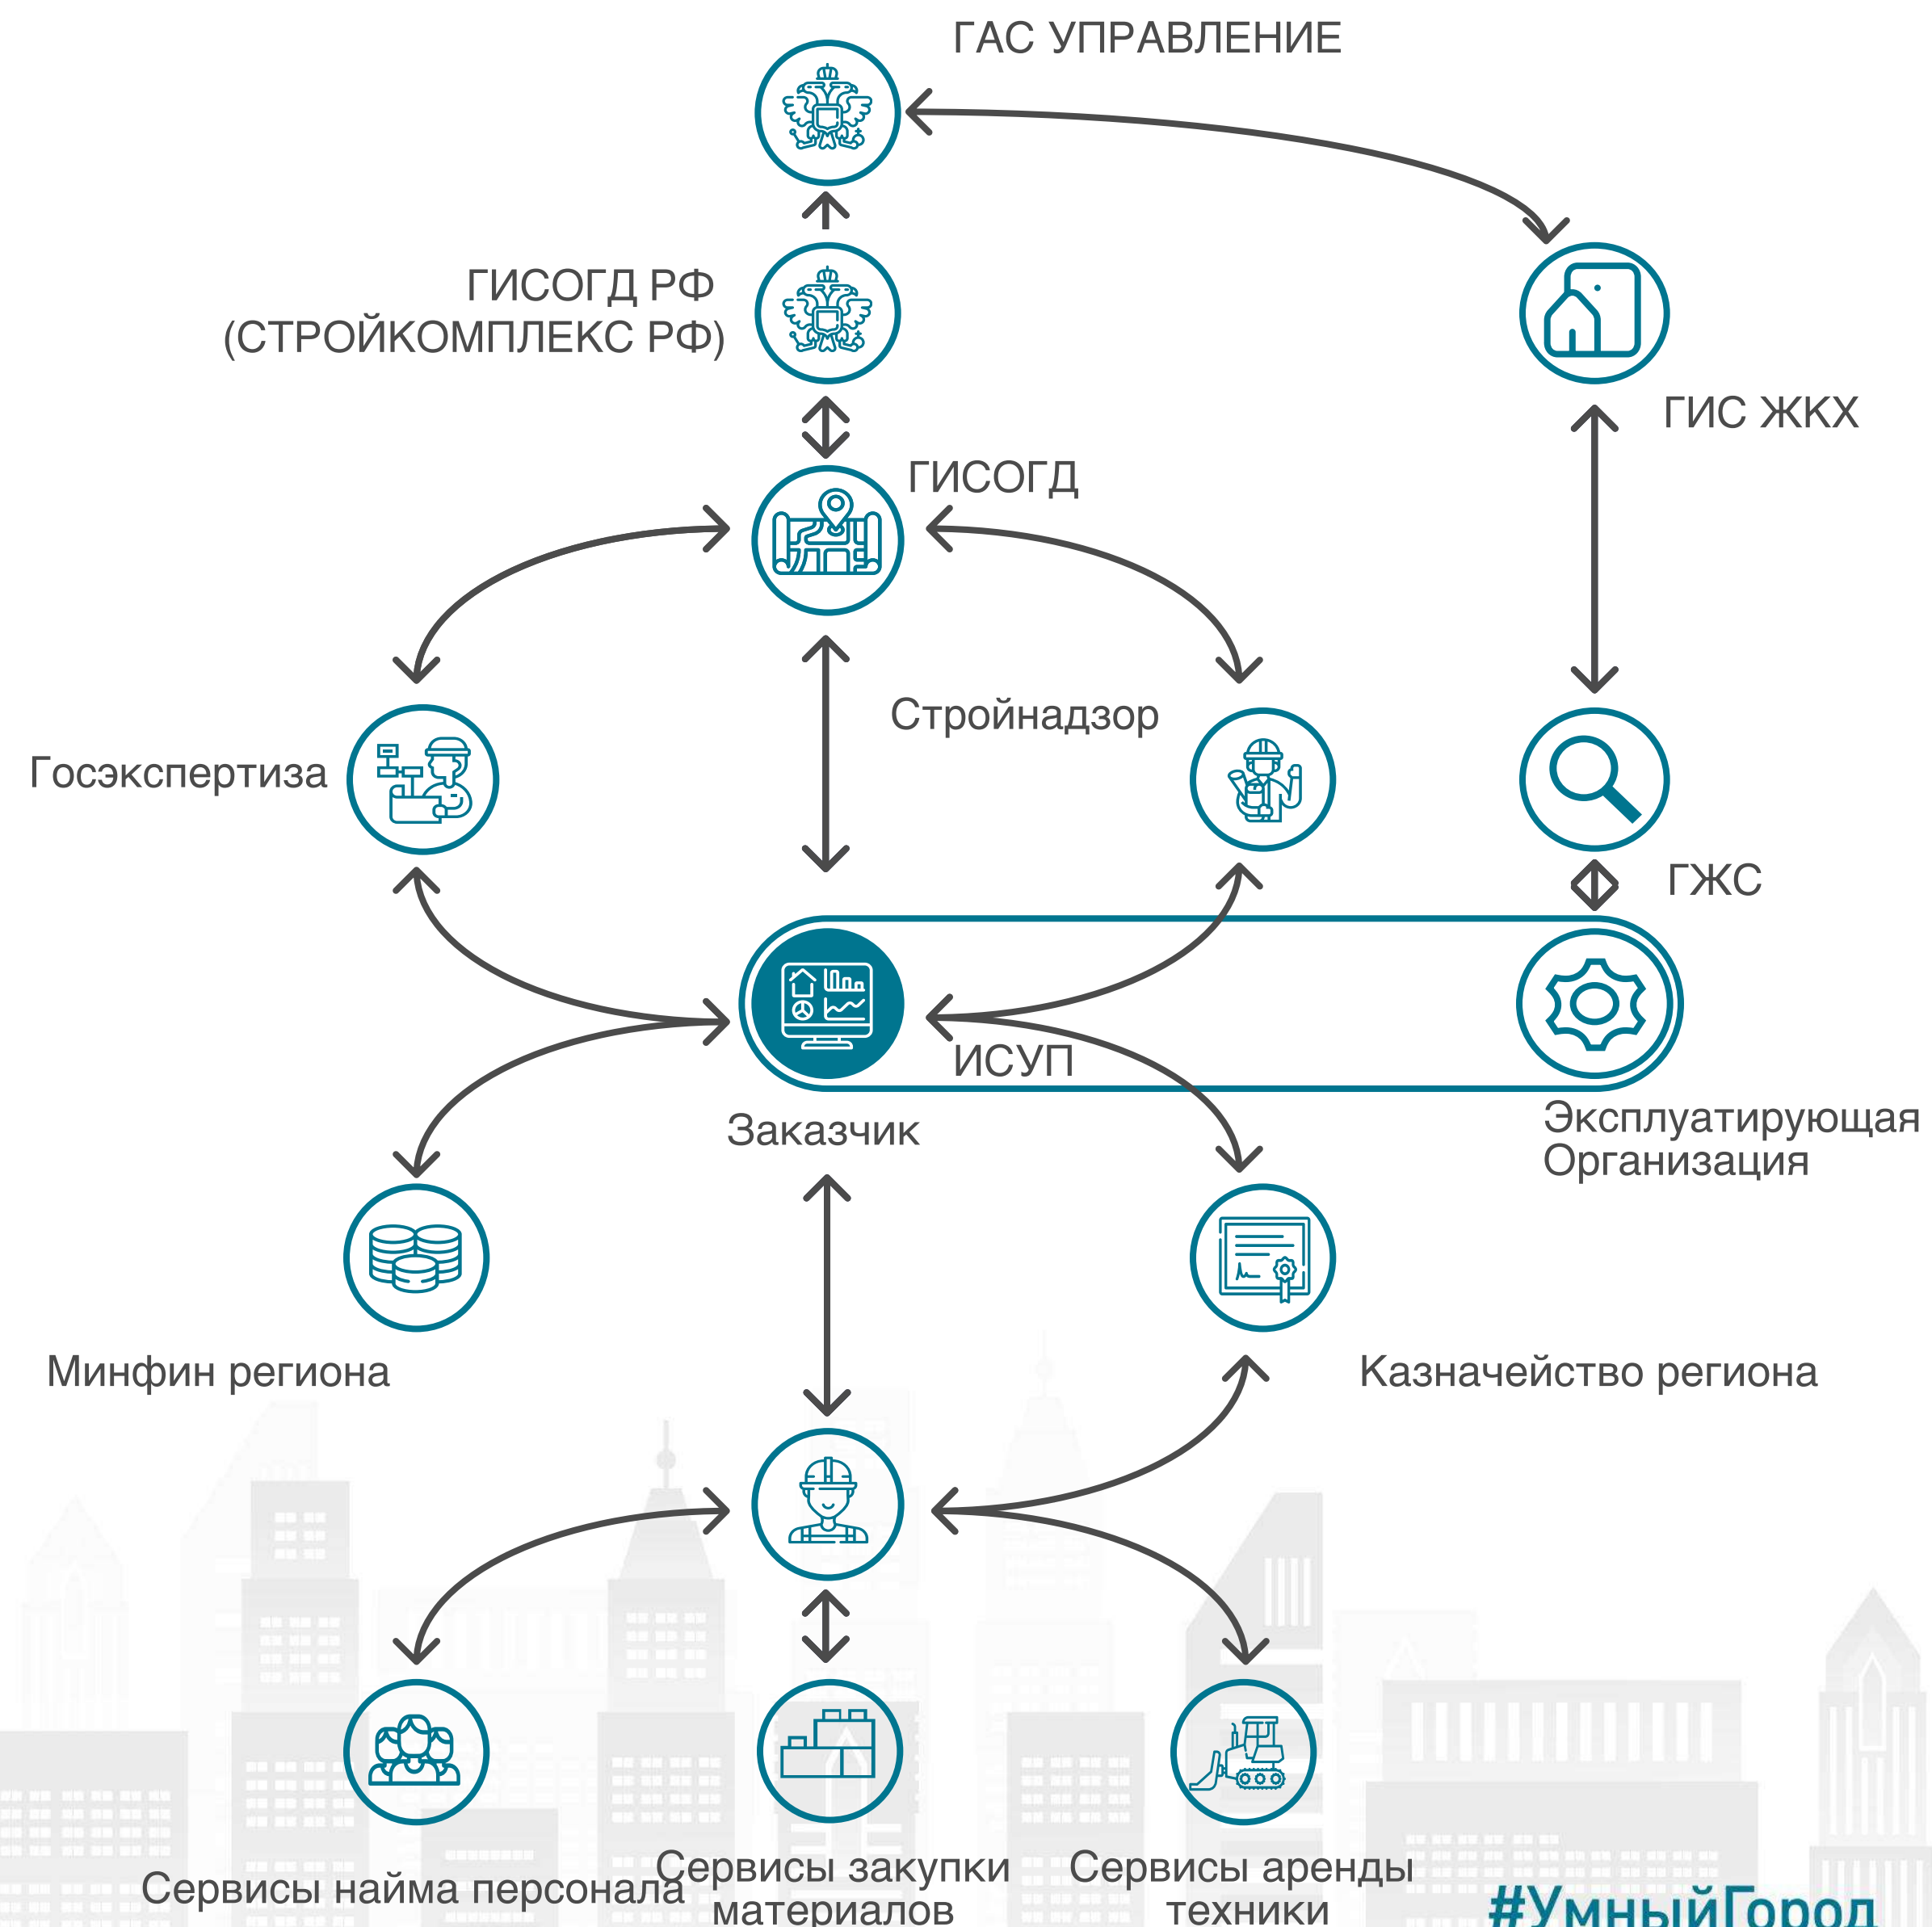 ГАС УПРАВЛЕНИЕ
ГИСОГД РФ
(СТРОЙКОМПЛЕКС РФ)
ГИС ЖКХ
ГИСОГД
Стройнадзор
Госэкспертиза
ГЖС
ИСУП
Заказчик
Эксплуатирующая
Организация
Минфин региона
Казначейство региона
Сервисы найма персонала
Сервисы закупки
материалов
Сервисы аренды
техники
#УмныйГород